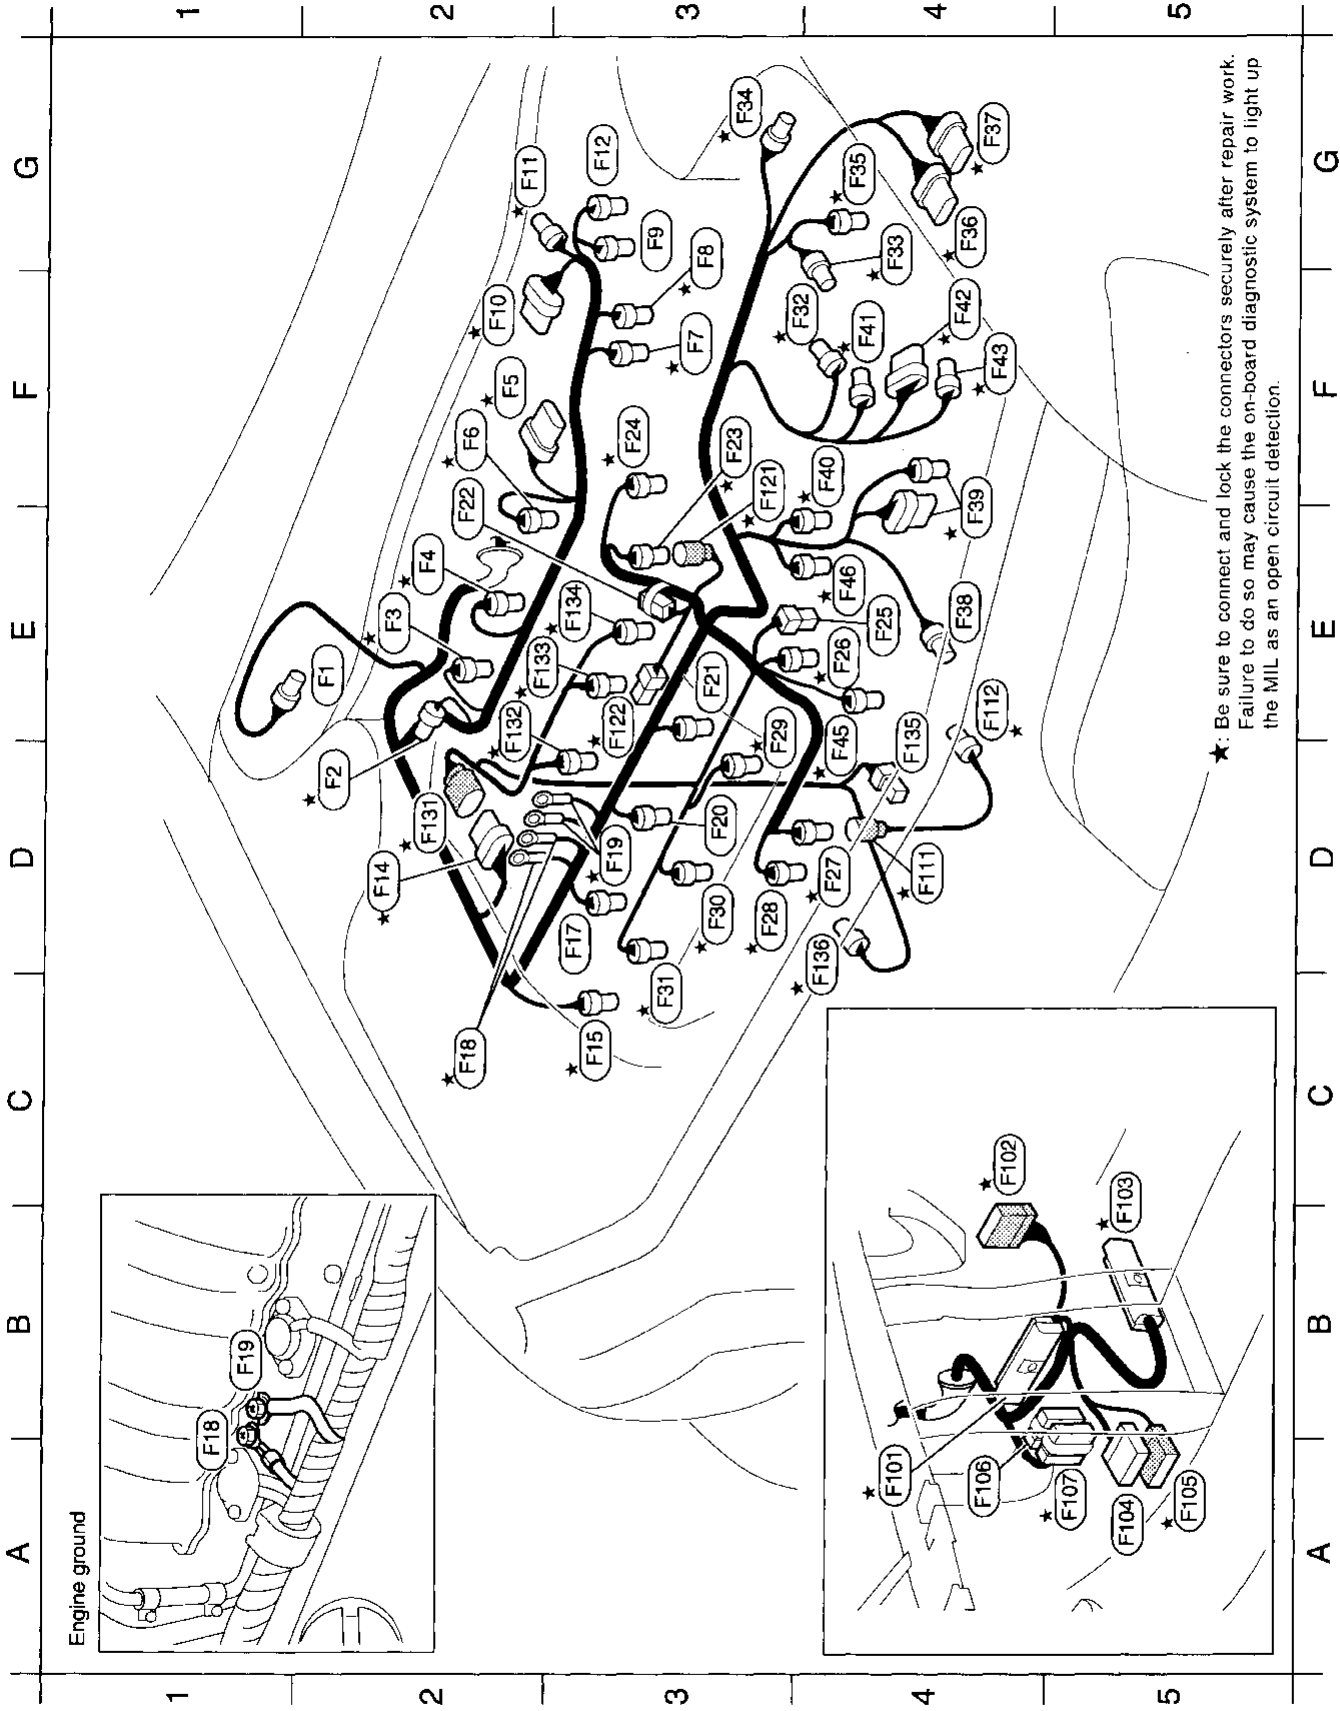 1
2
3
4
5
A
B
C
D
E
F
G
Engine ground
F18
F19
F1
★ F2
★ F3
★ F4
★ F5
★ F6
★ F7
★ F8
F9
★ F10
★ F11
F12
★ F14
★ F15
F17
★ F18
★ F19
F20
F21
F22
★ F23
★ F24
F25
★ F26
★ F27
★ F28
★ F29
★ F30
★ F31
★ F32
★ F33
★ F34
★ F35
★ F36
★ F37
F38
★ F39
★ F40
★ F41
★ F42
★ F43
★ F45
★ F46
★ F111
★ F112
★ F121
★ F122
★ F131
★ F132
★ F133
★ F134
F135
★ F136
★ F101
★ F102
★ F103
F104
★ F105
F106
★ F107
★: Be sure to connect and lock the connectors securely after repair work.
Failure to do so may cause the on-board diagnostic system to light up
the MIL as an open circuit detection.
A
B
C
D
E
F
G
1
2
3
4
5